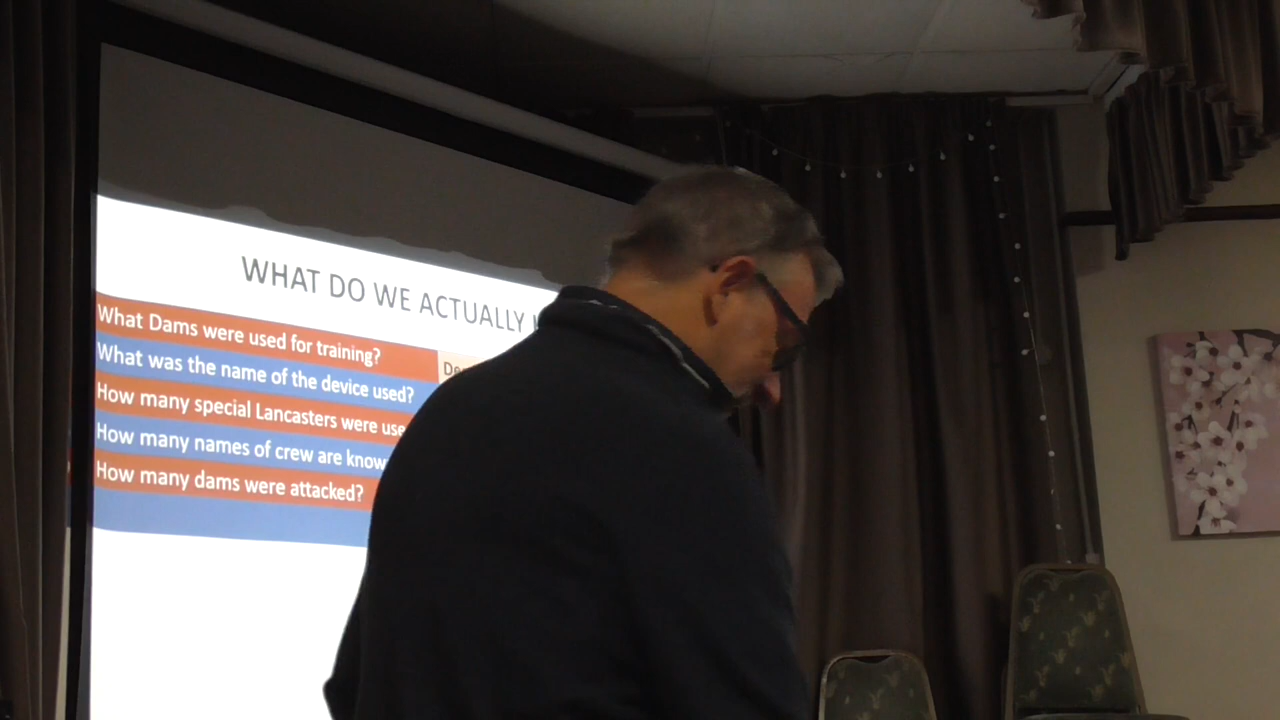 WHAT DO WE ACTUALLY
What Dams were used for training?
What was the name of the device used?
How many special Lancasters were use
How many names of crew are know
How many dams were attacked?